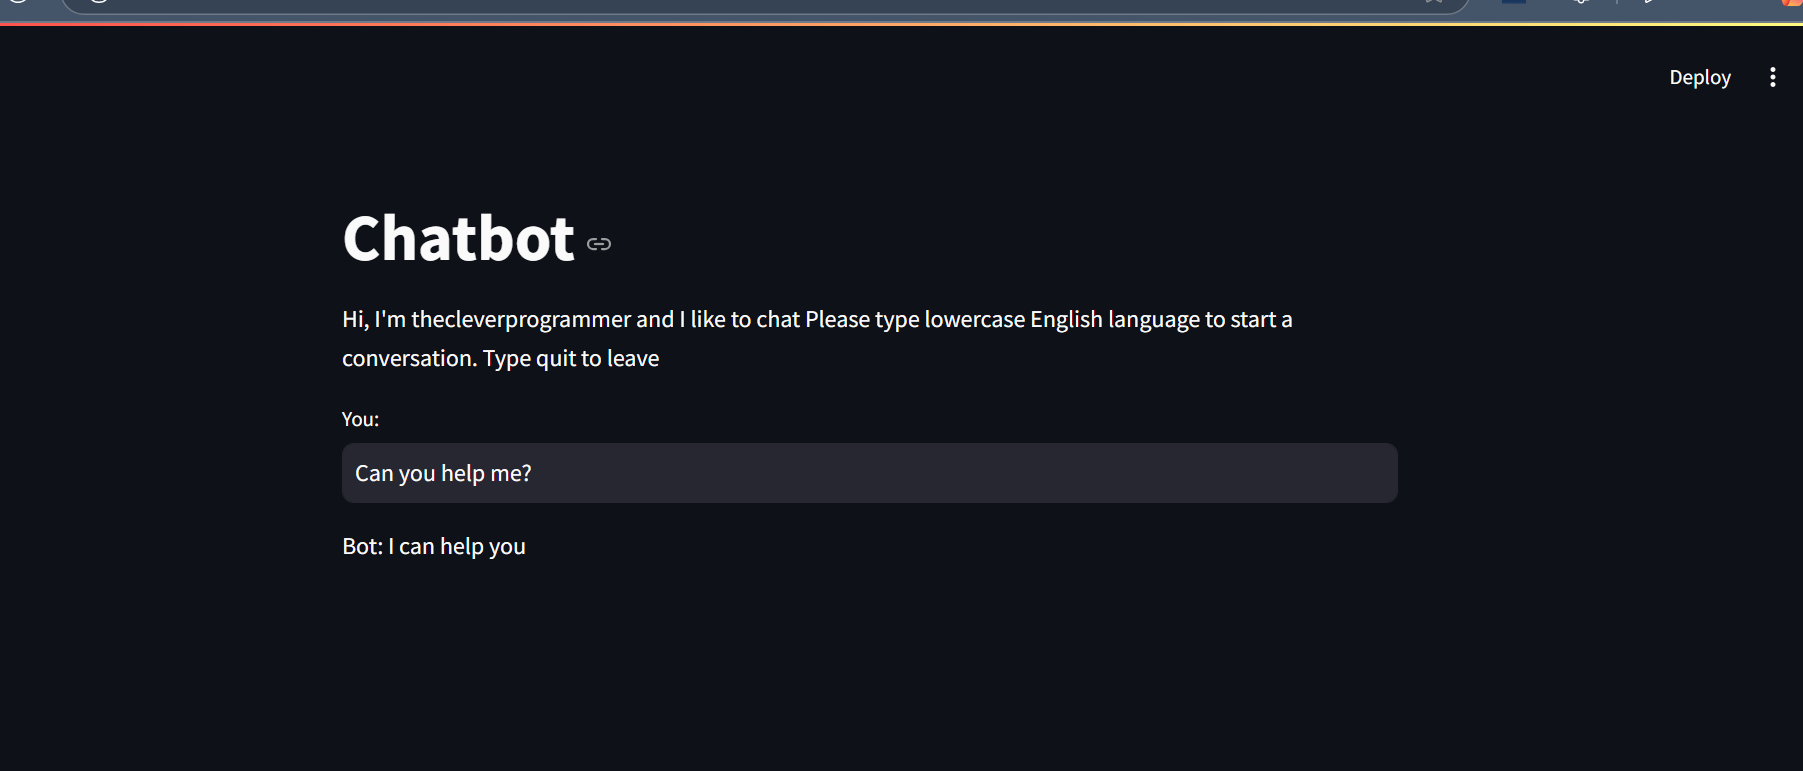 Deploy
Chatbot
Hi, I'm thecleverprogrammer and I like to chat Please type lowercase English language to start a
conversation. Type quit to leave
You:
Can you help me?
Bot: I can help you